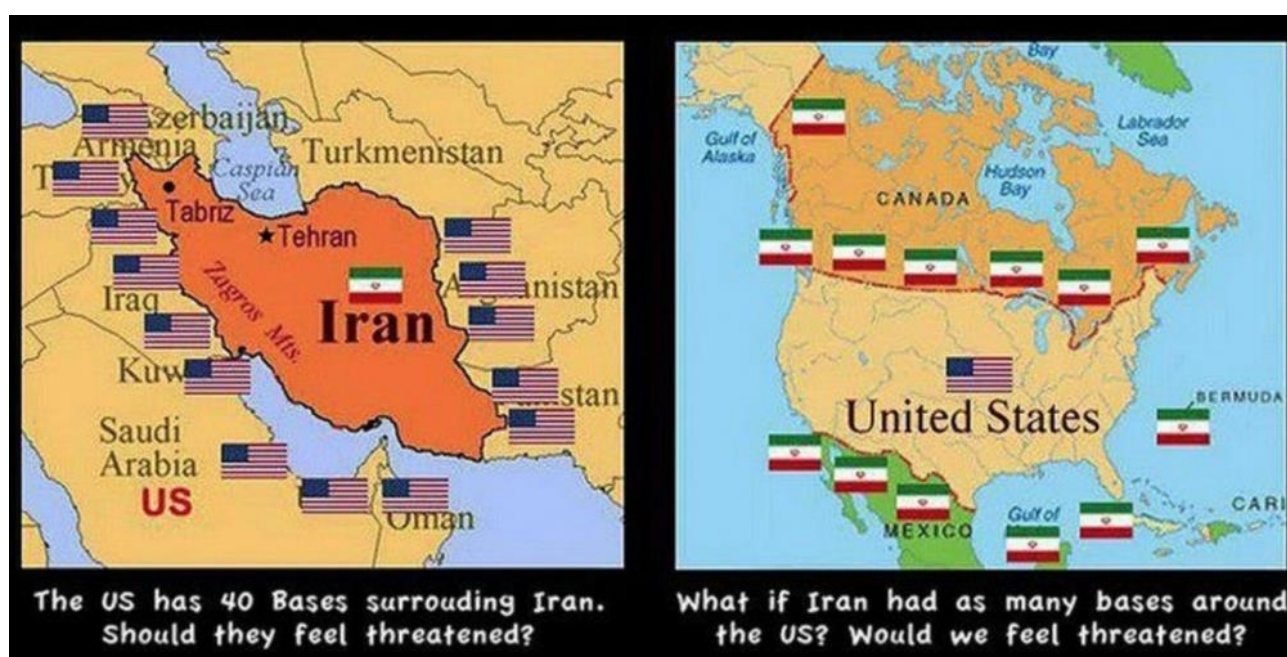 zerbaijan
Armenia
Turkmenistan
Caspian
Sea
Tabriz
Tehran
Zagros Mts.
Iraq
Iran
Kuw
Saudi
Arabia
US
Oman
The US has 40 Bases surrouding Iran.
Should they feel threatened?
Bay
Gulf of
Alaska
Labrador
Sea
Hudson
Bay
CANADA
United States
BERMUDA
MEXICO
Gulf of
CARI
What if Iran had as many bases around
the US? Would we feel threatened?